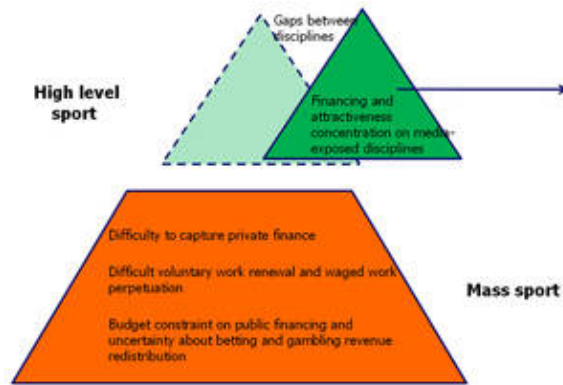 Gaps between
disciplines
High level
sport
Financing and
attractiveness
concentration on media-
exposed disciplines
Difficulty to capture private finance
Difficult voluntary work renewal and waged work
perpetuation
Mass sport
Budget constraint on public financing and
uncertainty about betting and gambling revenue
redistribution